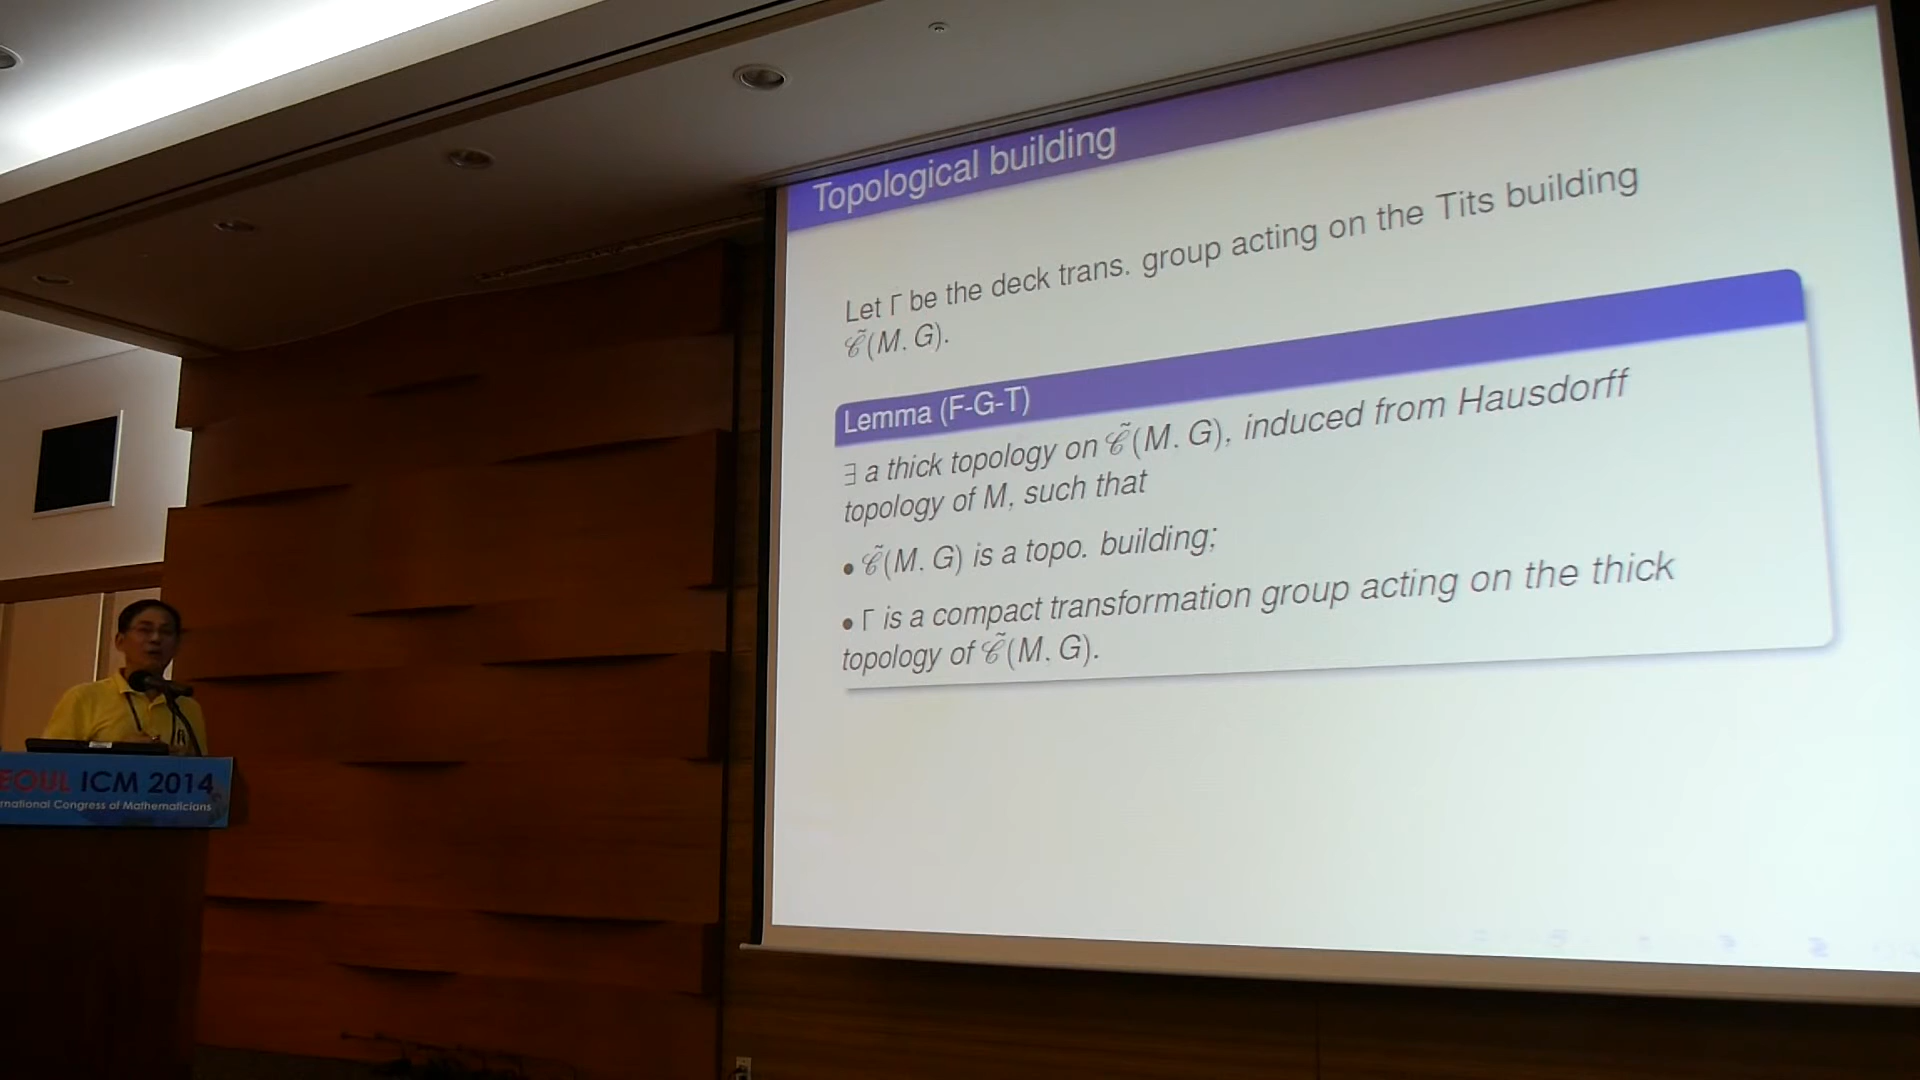 Topological building
Let Γ be the deck trans. group acting on the Tits building
𝒞̃(M, G).
Lemma (F-G-T)
∃ a thick topology on 𝒞̃(M, G), induced from Hausdorff
topology of M, such that
• 𝒞̃(M, G) is a topo. building;
• Γ is a compact transformation group acting on the thick
topology of 𝒞̃(M, G).
EOUL ICM 2014
rnational Congress of Mathematicians